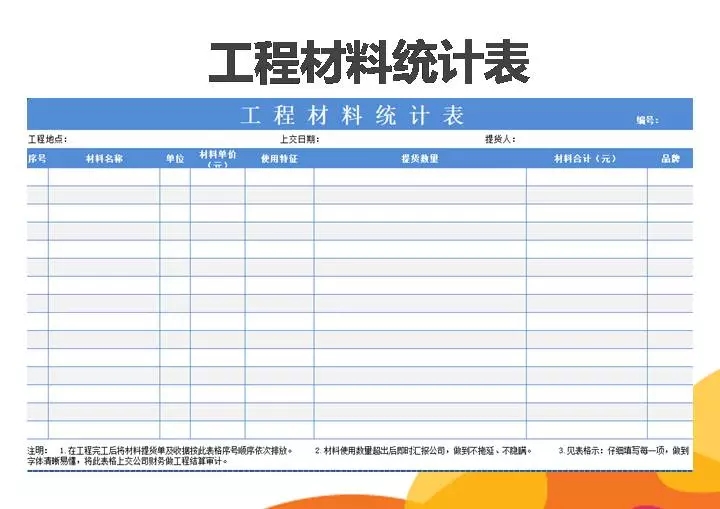 工程材料统计表
工程材料统计表
编号：
工程地点： 上交日期： 提货人：
序号 材料名称 单位 材料单价（元） 使用特征 提货数量 材料合计（元） 品牌
注明： 1.在工程完工后将材料提货单及收据按此表格序号顺序依次排放。 2.材料使用数量超出后即时汇报公司，做到不拖延、不隐瞒。 3.见表格示：仔细填写每一项，做到
字体清晰易懂，将此表格上交公司财务做工程结算审计。